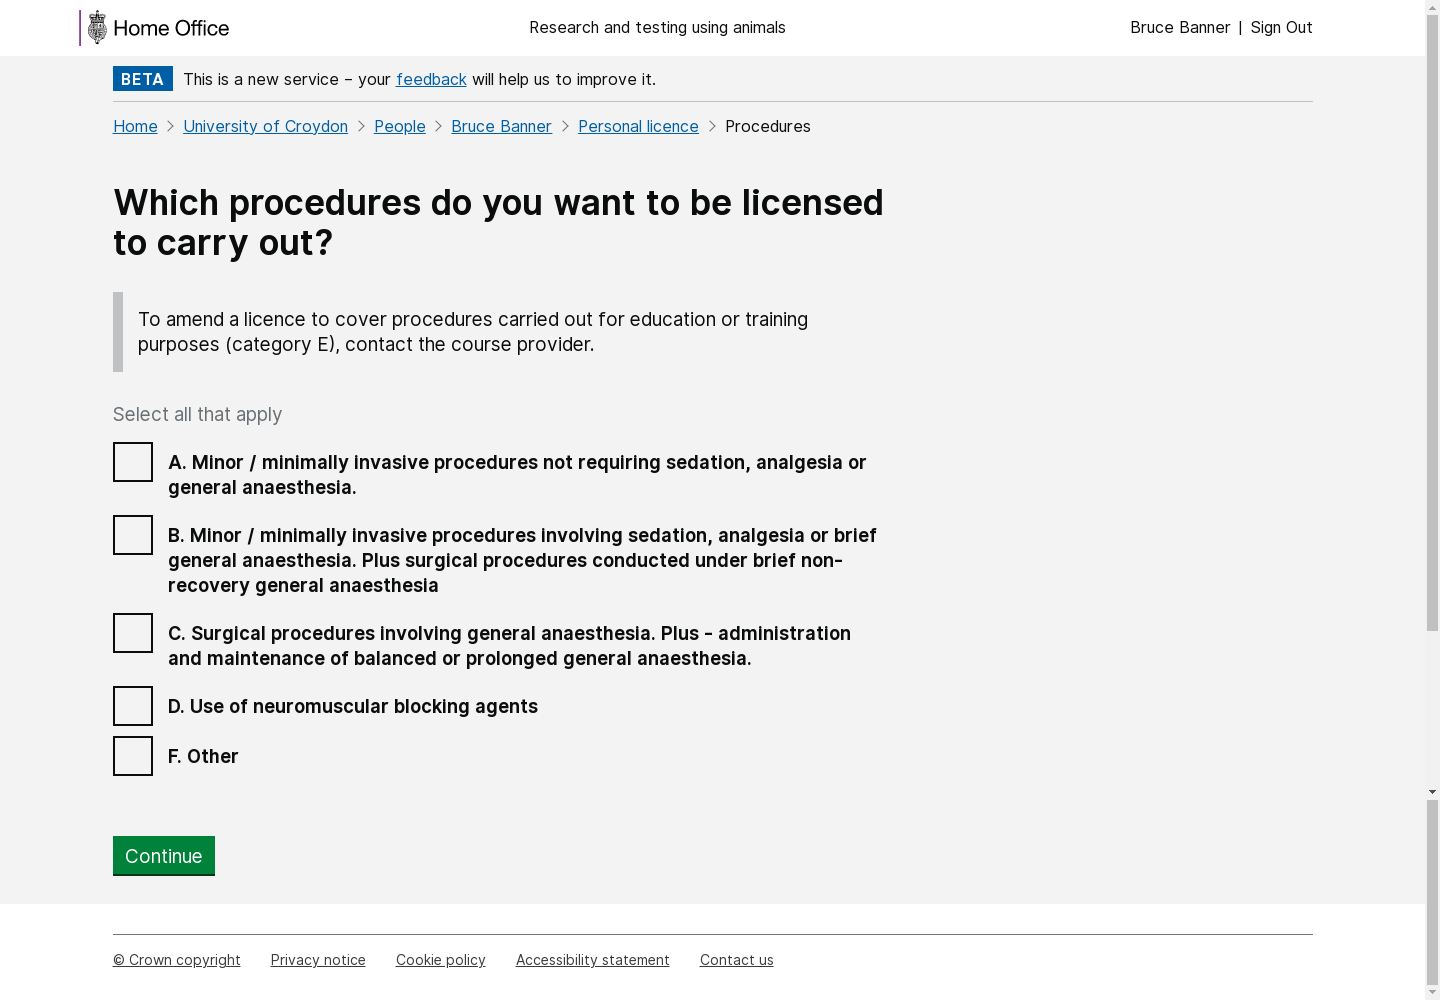 Home Office
Research and testing using animals
Bruce Banner | Sign Out
BETA This is a new service – your feedback will help us to improve it.
Home > University of Croydon > People > Bruce Banner > Personal licence > Procedures
Which procedures do you want to be licensed
to carry out?
To amend a licence to cover procedures carried out for education or training
purposes (category E), contact the course provider.
Select all that apply
A. Minor / minimally invasive procedures not requiring sedation, analgesia or
general anaesthesia.
B. Minor / minimally invasive procedures involving sedation, analgesia or brief
general anaesthesia. Plus surgical procedures conducted under brief non-
recovery general anaesthesia
C. Surgical procedures involving general anaesthesia. Plus - administration
and maintenance of balanced or prolonged general anaesthesia.
D. Use of neuromuscular blocking agents
F. Other
Continue
© Crown copyright Privacy notice Cookie policy Accessibility statement Contact us